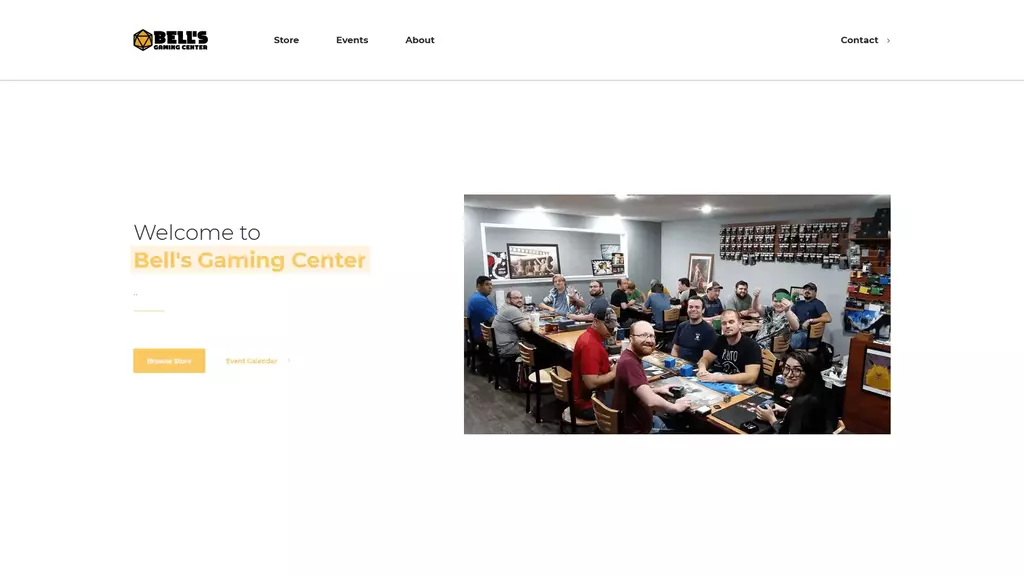 BELL'S
GAMING CENTER
Store
Events
About
Contact
Welcome to
Bell's Gaming Center
Browse Store
Event Calendar